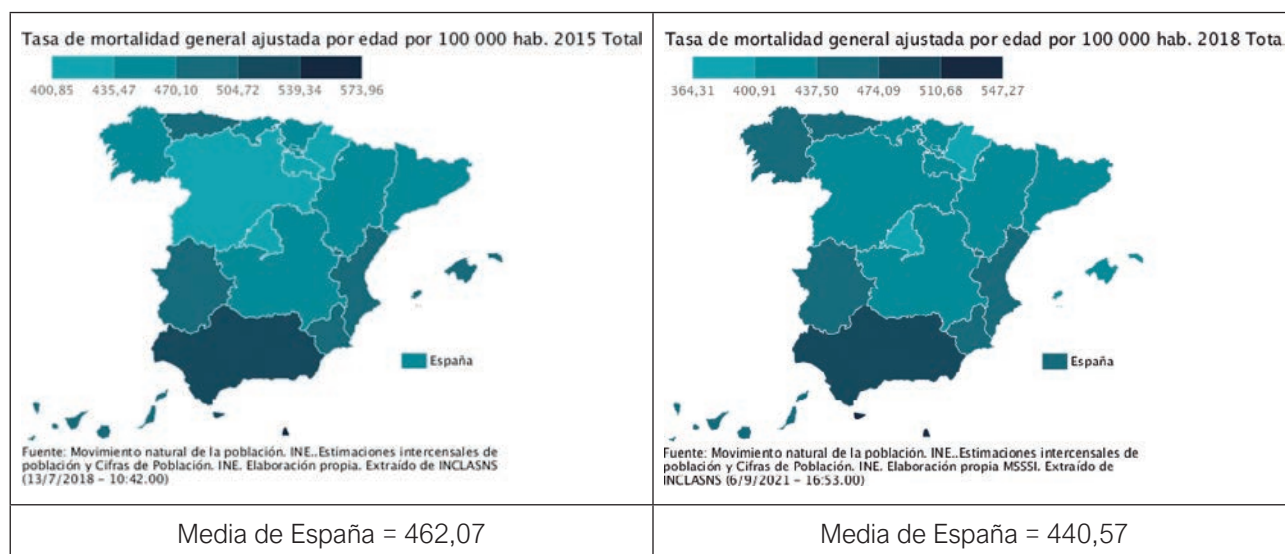 Tasa de mortalidad general ajustada por edad por 100 000 hab. 2015 Total
400,85 435,47 470,10 504,72 539,34 573,96
España
Fuente: Movimiento natural de la población. INE..Estimaciones intercensales de
población y Cifras de Población. INE. Elaboración propia. Extraído de INCLASNS
(13/7/2018 – 10:42.00)
Media de España = 462,07
Tasa de mortalidad general ajustada por edad por 100 000 hab. 2018 Tota
364,31 400,91 437,50 474,09 510,68 547,27
España
Fuente: Movimiento natural de la población. INE..Estimaciones intercensales de
población y Cifras de Población. INE. Elaboración propia MSSSI. Extraído de
INCLASNS (6/9/2021 – 16:53.00)
Media de España = 440,57